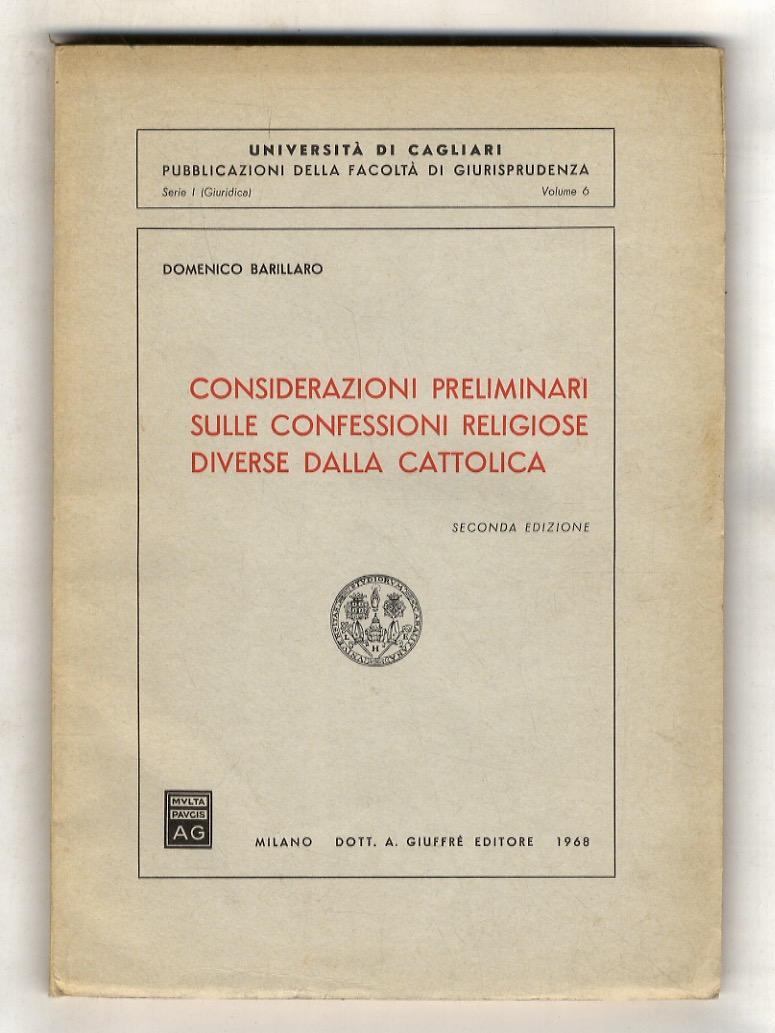 UNIVERSITÀ DI CAGLIARI
PUBBLICAZIONI DELLA FACOLTÀ DI GIURISPRUDENZA
Serie I (Giuridica) Volume 6
DOMENICO BARILLARO
CONSIDERAZIONI PRELIMINARI
SULLE CONFESSIONI RELIGIOSE
DIVERSE DALLA CATTOLICA
SECONDA EDIZIONE
STVDIORVM
MVLTA
PAVCIS
AG
MILANO DOTT. A. GIUFFRÈ EDITORE 1968